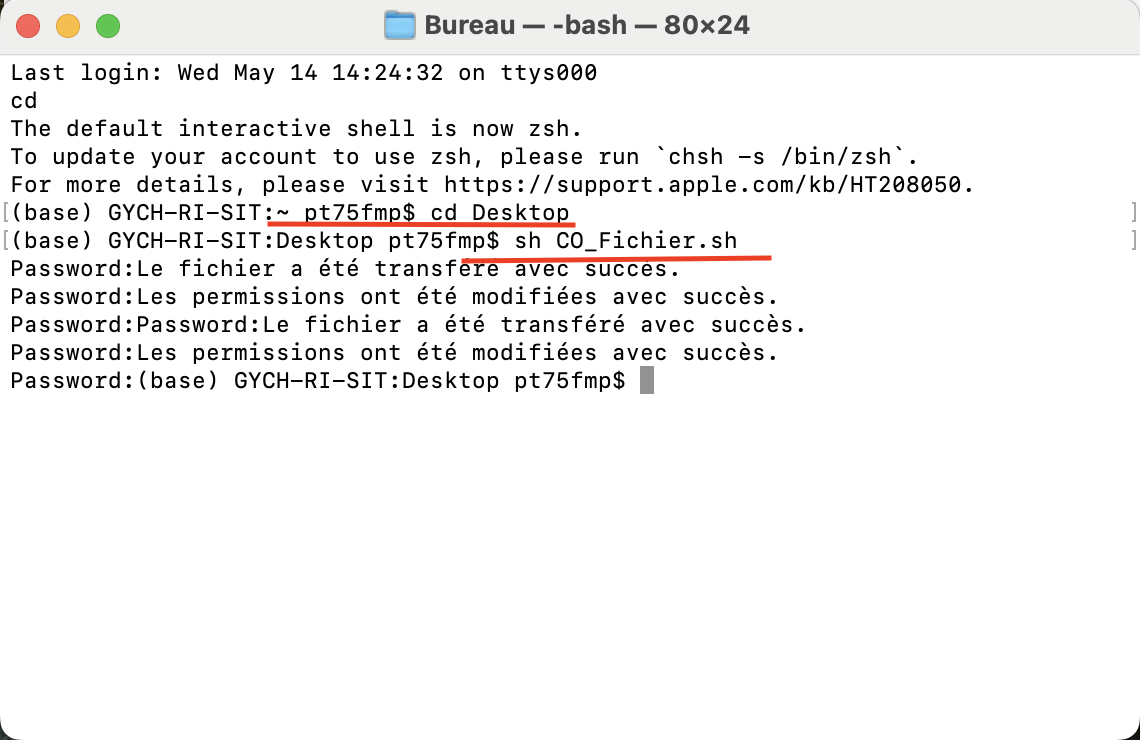 Bureau — -bash — 80×24
Last login: Wed May 14 14:24:32 on ttys000
cd
The default interactive shell is now zsh.
To update your account to use zsh, please run `chsh -s /bin/zsh`.
For more details, please visit https://support.apple.com/kb/HT208050.
[(base) GYCH-RI-SIT:~ pt75fmp$ cd Desktop ]
[(base) GYCH-RI-SIT:Desktop pt75fmp$ sh CO_Fichier.sh ]
Password:Le fichier a été transféré avec succès.
Password:Les permissions ont été modifiées avec succès.
Password:Password:Le fichier a été transféré avec succès.
Password:Les permissions ont été modifiées avec succès.
Password:(base) GYCH-RI-SIT:Desktop pt75fmp$